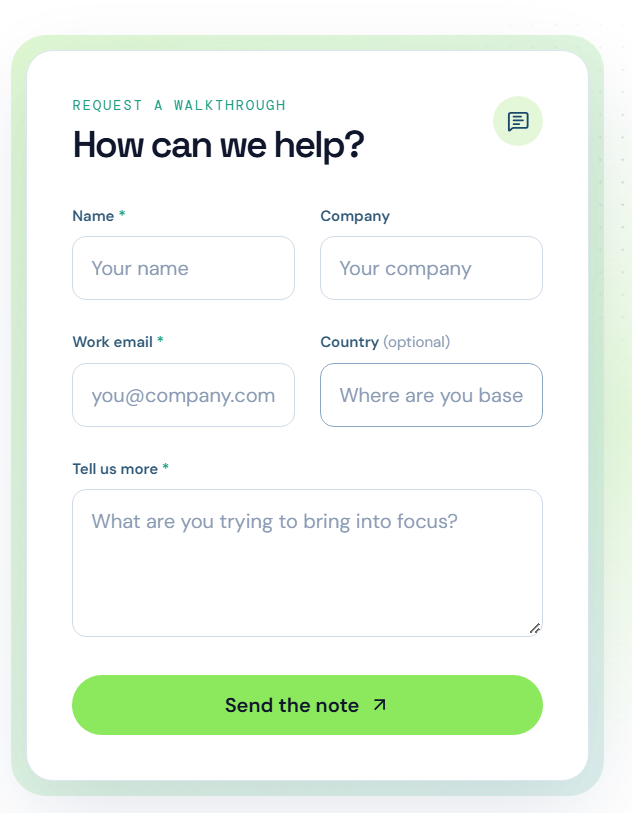 REQUEST A WALKTHROUGH
How can we help?
Name *
Company
Your name
Your company
Work email *
Country (optional)
you@company.com
Where are you base
Tell us more *
What are you trying to bring into focus?
Send the note